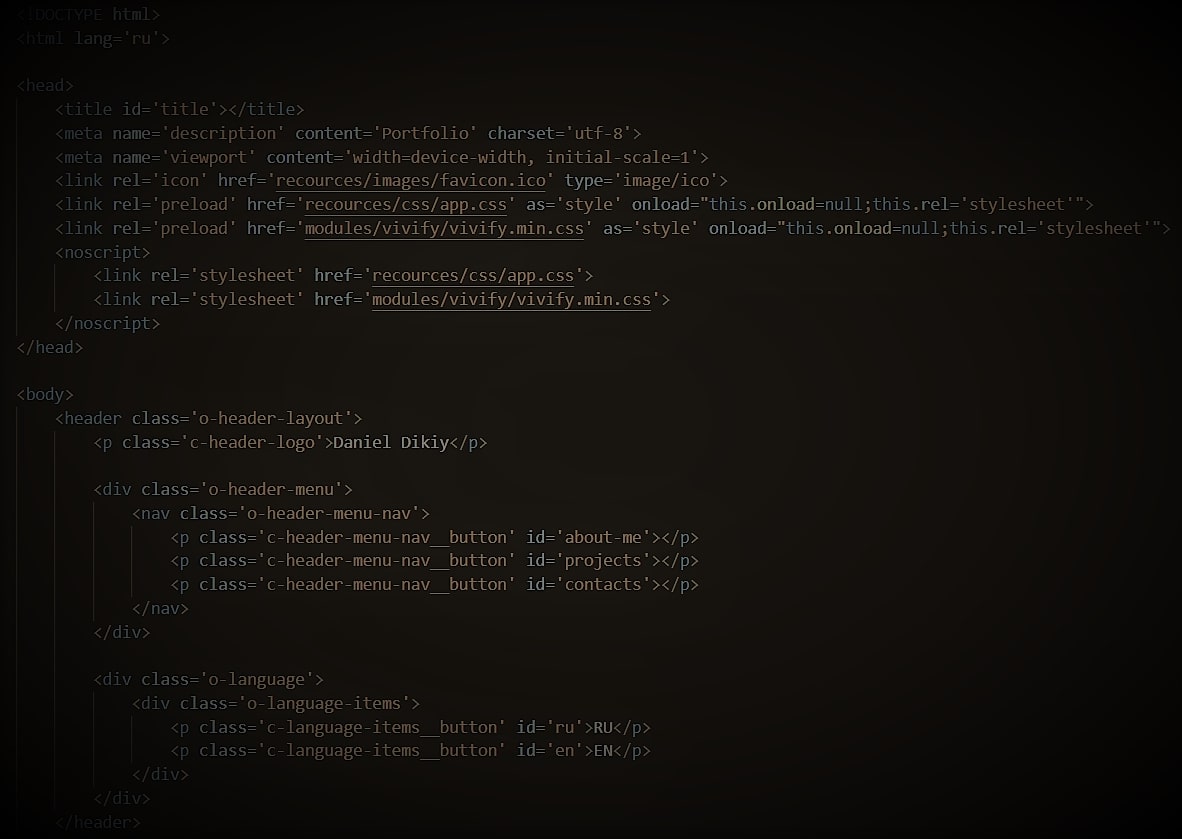 <!DOCTYPE html>
<html lang='ru'>
<head>
<title id='title'></title>
<meta name='description' content='Portfolio' charset='utf-8'>
<meta name='viewport' content='width=device-width, initial-scale=1'>
<link rel='icon' href='recources/images/favicon.ico' type='image/ico'>
<link rel='preload' href='recources/css/app.css' as='style' onload="this.onload=null;this.rel='stylesheet'">
<link rel='preload' href='modules/vivify/vivify.min.css' as='style' onload="this.onload=null;this.rel='stylesheet'">
<noscript>
<link rel='stylesheet' href='recources/css/app.css'>
<link rel='stylesheet' href='modules/vivify/vivify.min.css'>
</noscript>
</head>
<body>
<header class='o-header-layout'>
<p class='c-header-logo'>Daniel Dikiy</p>
<div class='o-header-menu'>
<nav class='o-header-menu-nav'>
<p class='c-header-menu-nav__button' id='about-me'></p>
<p class='c-header-menu-nav__button' id='projects'></p>
<p class='c-header-menu-nav__button' id='contacts'></p>
</nav>
</div>
<div class='o-language'>
<div class='o-language-items'>
<p class='c-language-items__button' id='ru'>RU</p>
<p class='c-language-items__button' id='en'>EN</p>
</div>
</div>
</header>